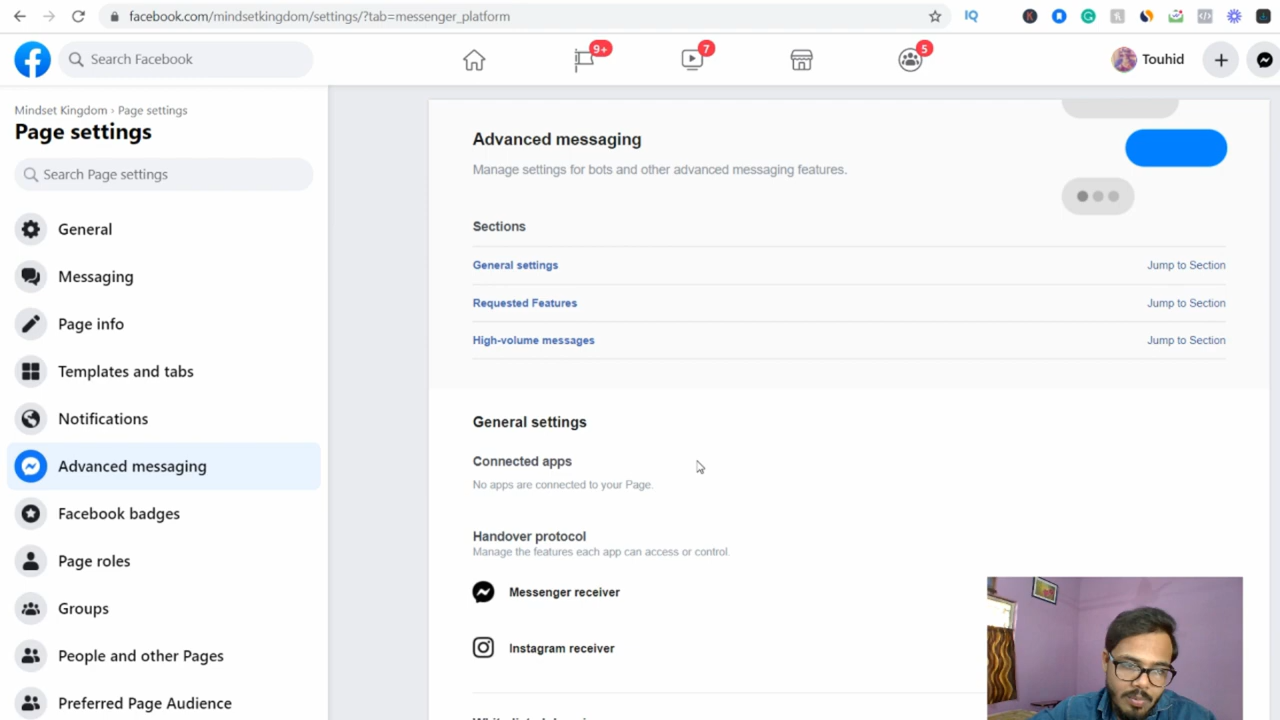 facebook.com/mindsetkingdom/settings/?tab=messenger_platform
IQ
K
Search Facebook
9+
7
5
Touhid
Mindset Kingdom › Page settings
Page settings
Search Page settings
General
Messaging
Page info
Templates and tabs
Notifications
Advanced messaging
Facebook badges
Page roles
Groups
People and other Pages
Preferred Page Audience
Advanced messaging
Manage settings for bots and other advanced messaging features.
Sections
General settings Jump to Section
Requested Features Jump to Section
High-volume messages Jump to Section
General settings
Connected apps
No apps are connected to your Page.
Handover protocol
Manage the features each app can access or control.
Messenger receiver
Instagram receiver